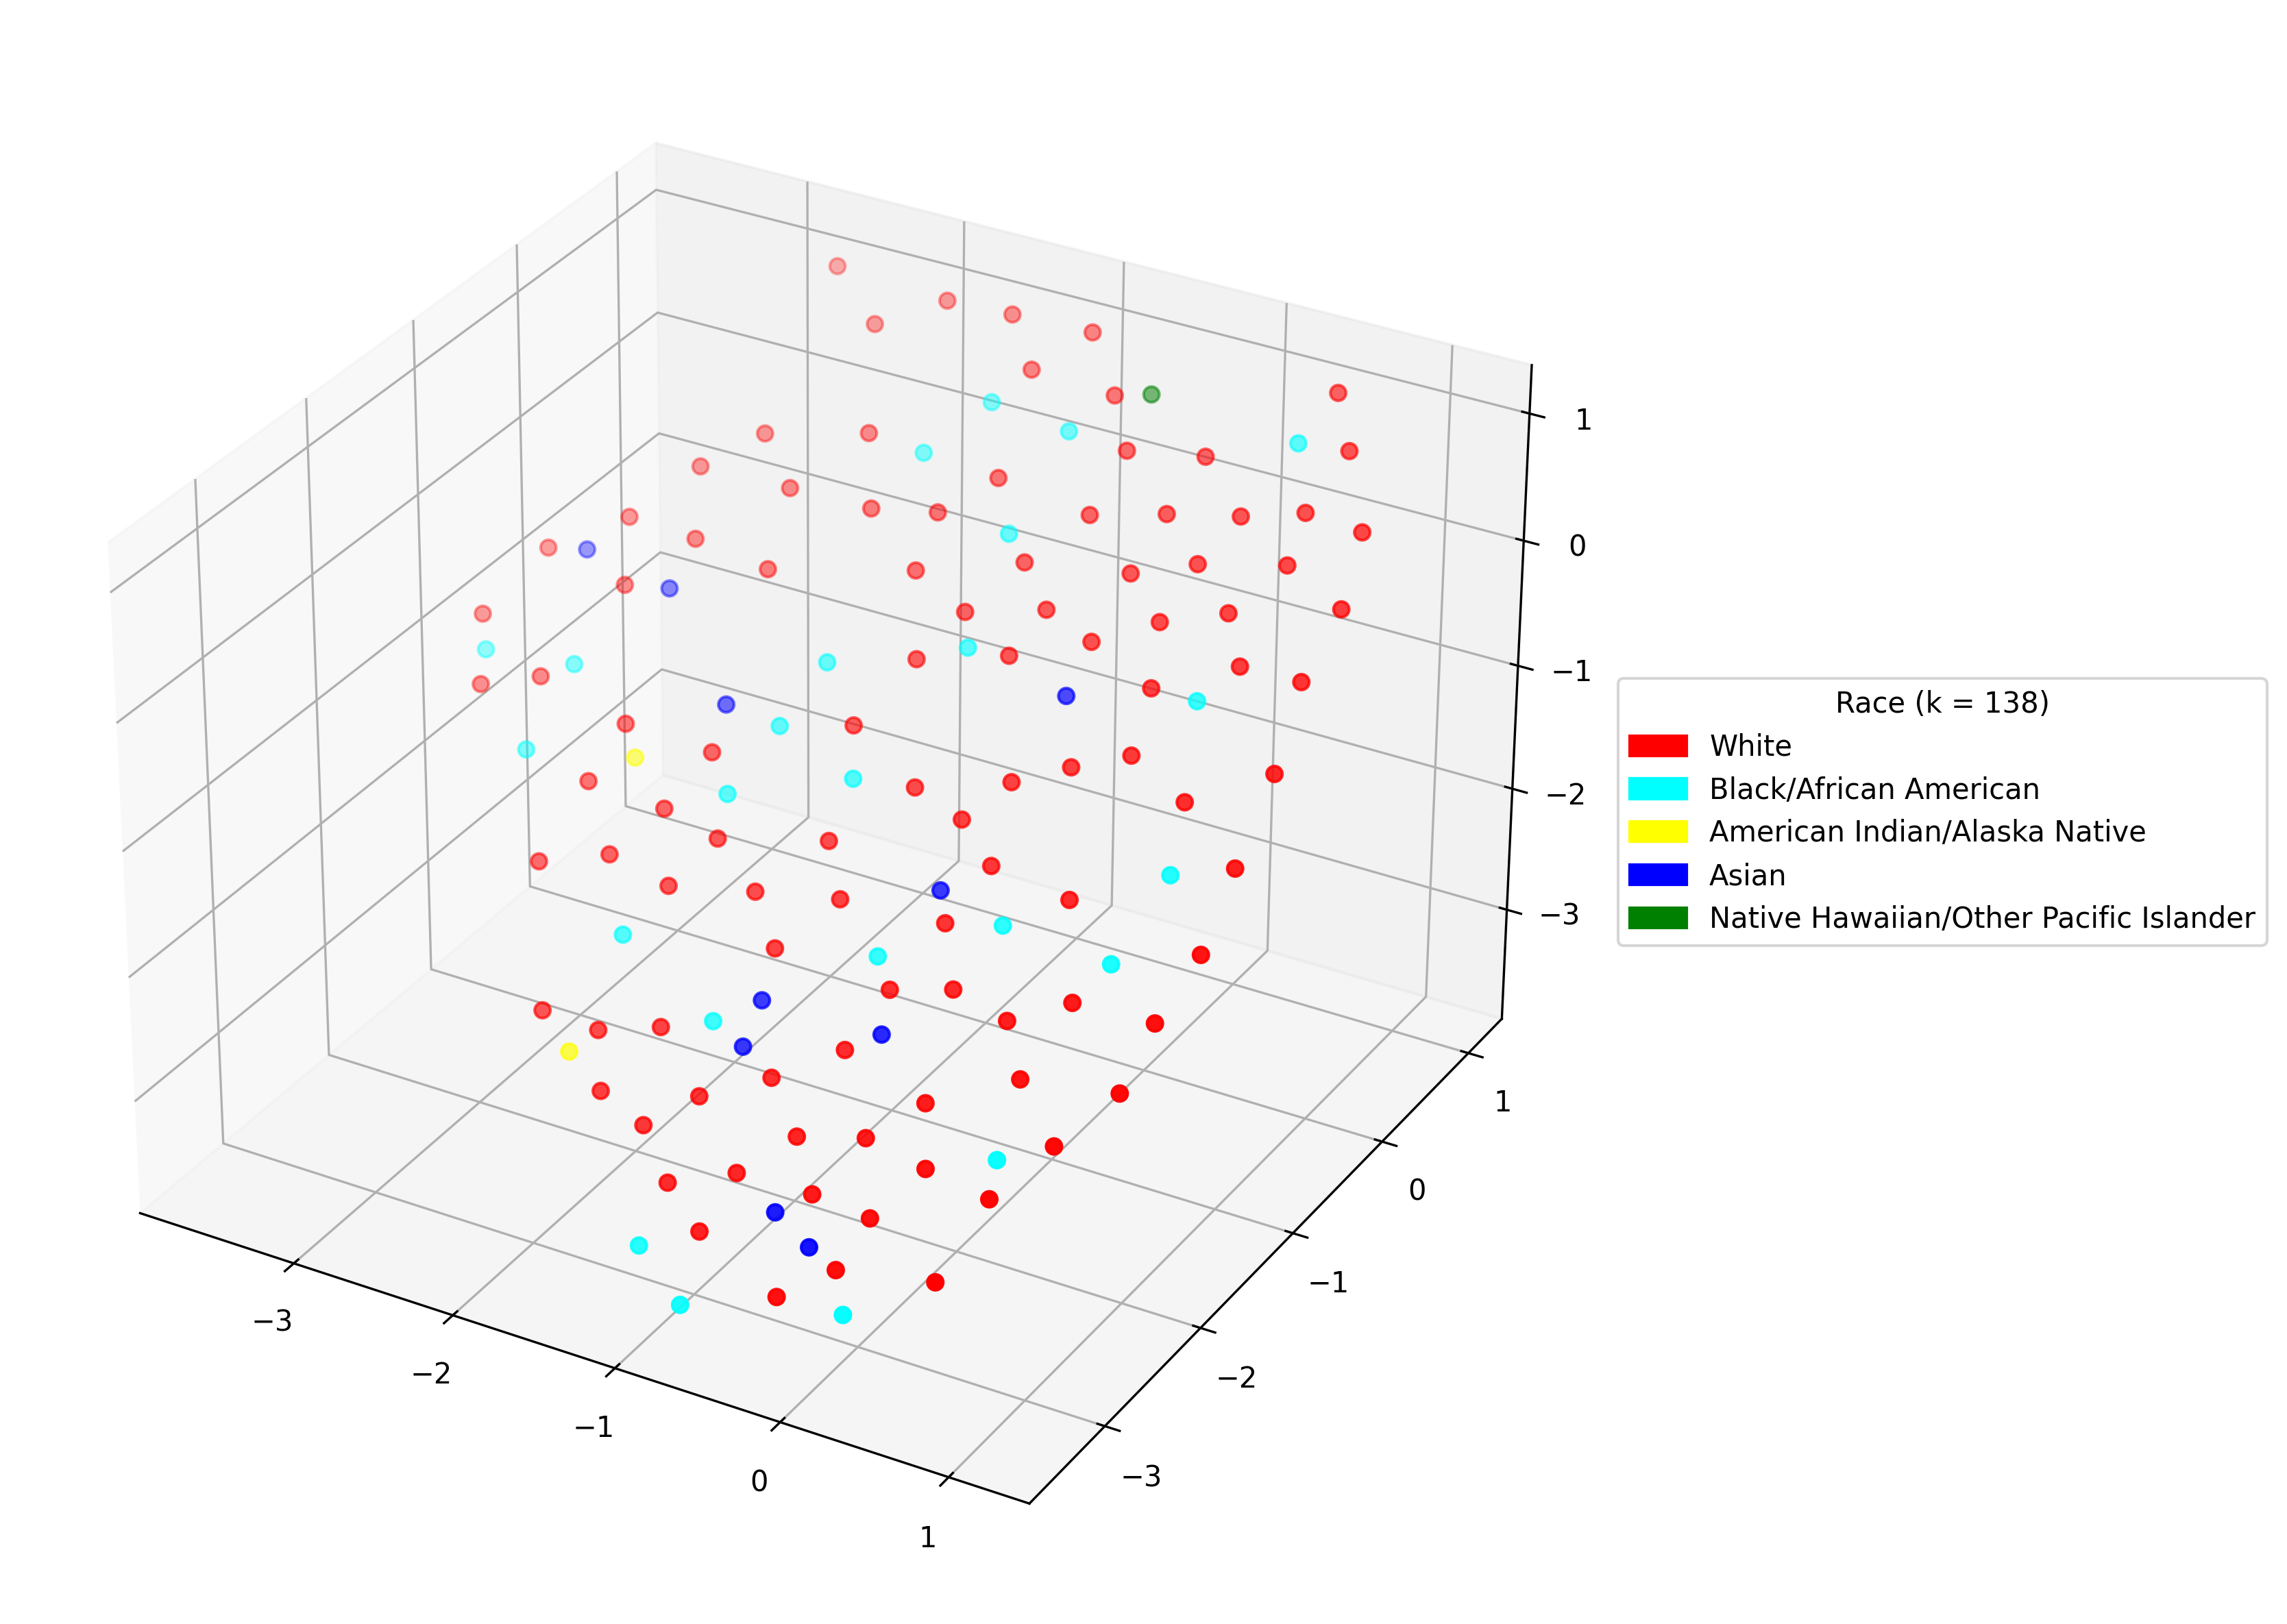 1
0
−1
−2
−3
Race (k = 138)
White
Black/African American
American Indian/Alaska Native
Asian
Native Hawaiian/Other Pacific Islander
1
0
−1
−2
−3
−3
−2
−1
0
1